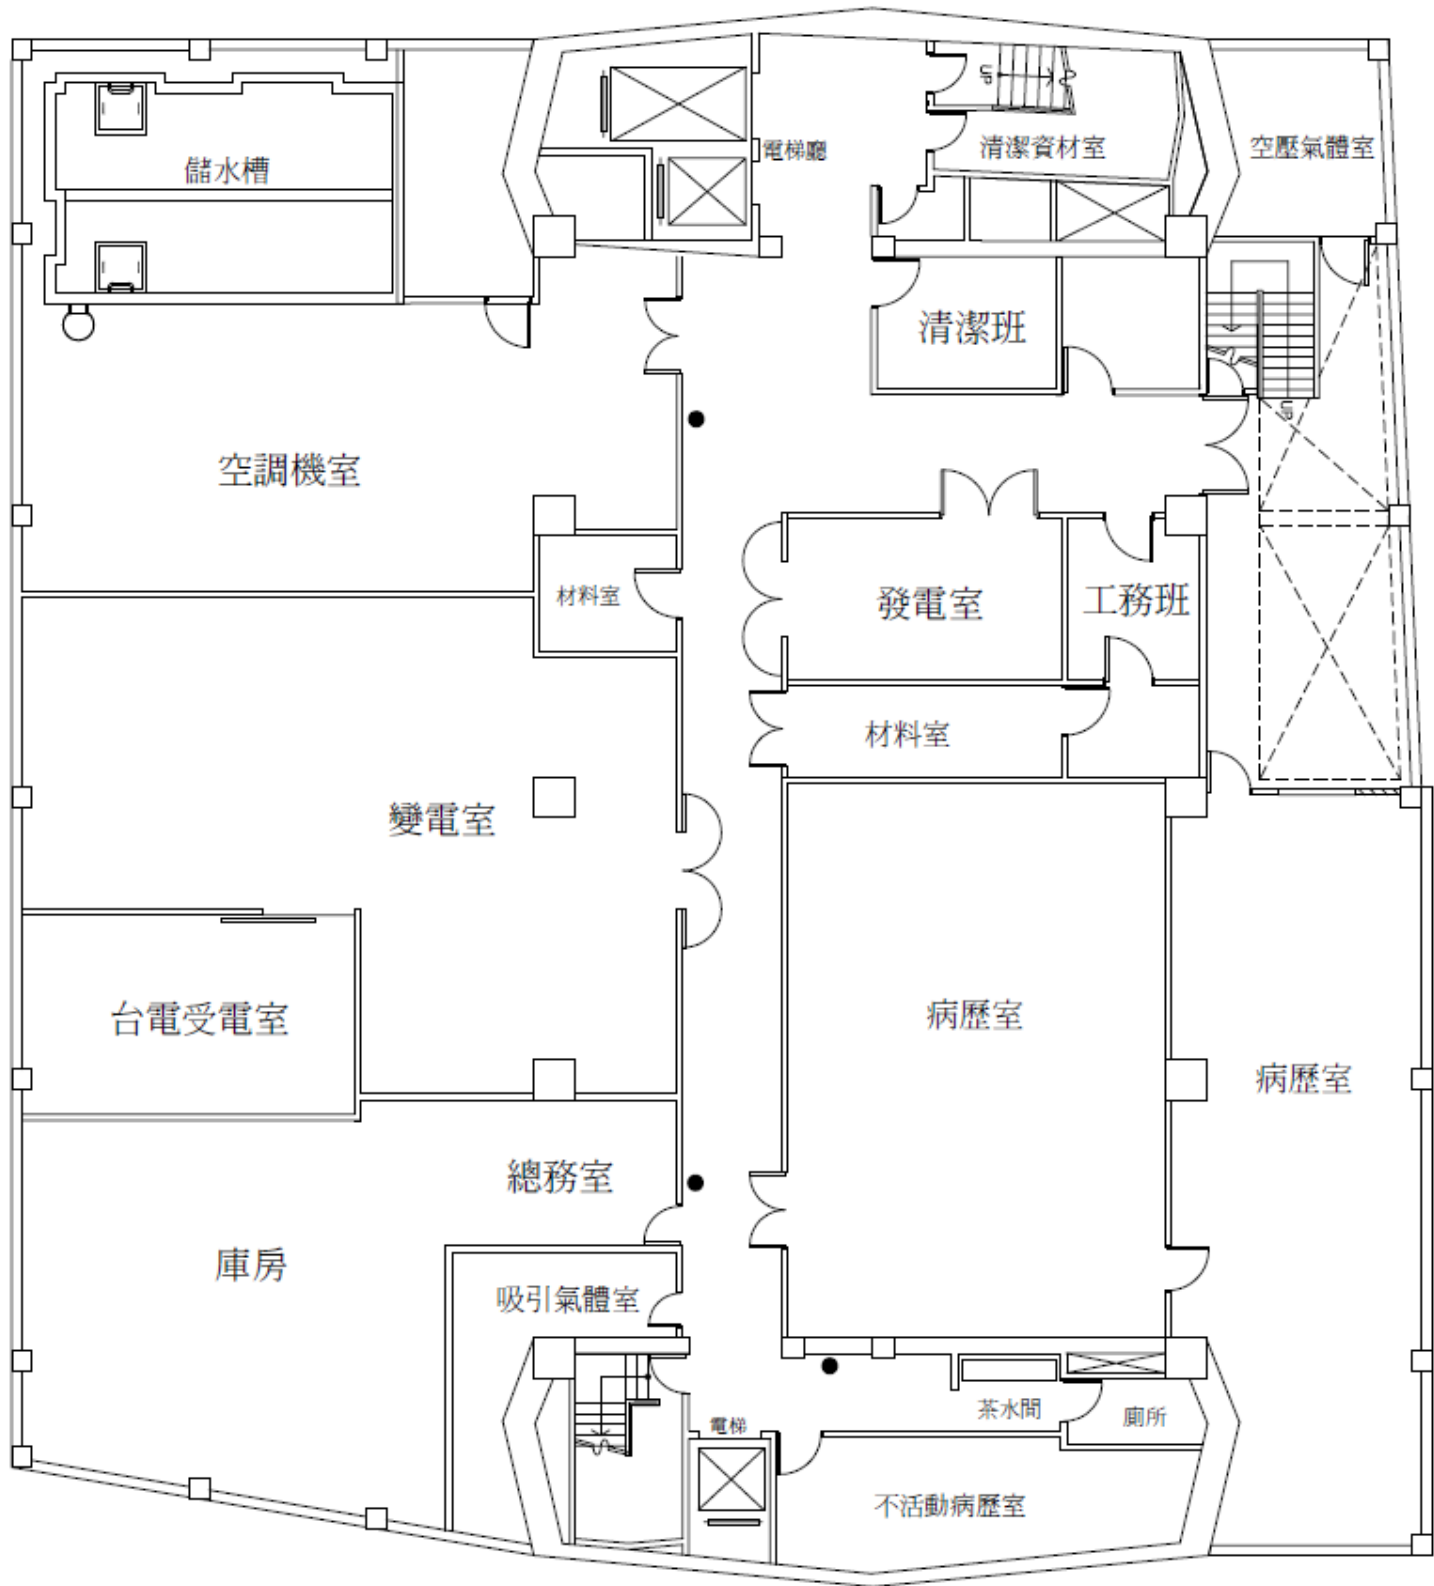 UP
電梯廳
清潔資材室
空壓氣體室
儲水槽
清潔班
UP
空調機室
材料室
發電室
工務班
材料室
變電室
台電受電室
病歷室
病歷室
總務室
庫房
吸引氣體室
電梯
茶水間
廁所
不活動病歷室